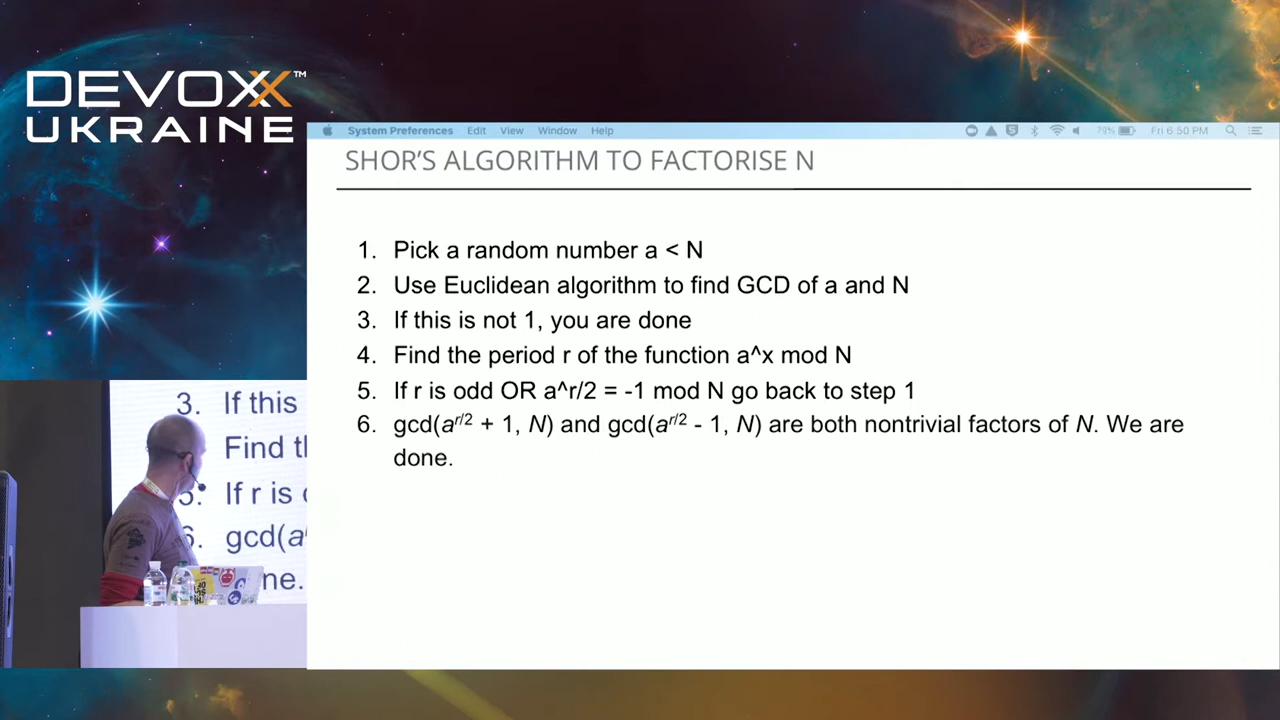 DEVOXX™
UKRAINE
System Preferences Edit View Window Help
79% Fri 6:50 PM
SHOR'S ALGORITHM TO FACTORISE N
1. Pick a random number a < N
2. Use Euclidean algorithm to find GCD of a and N
3. If this is not 1, you are done
4. Find the period r of the function a^x mod N
5. If r is odd OR a^r/2 = -1 mod N go back to step 1
6. gcd(a^r/2 + 1, N) and gcd(a^r/2 - 1, N) are both nontrivial factors of N. We are
done.
3. If this
Find t
5. If r is
6. gcd(a
ne.